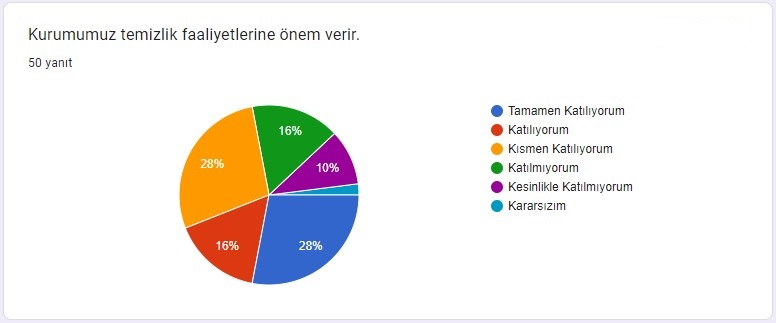 Kurumumuz temizlik faaliyetlerine önem verir.
50 yanıt
Tamamen Katılıyorum
Katılıyorum
Kısmen Katılıyorum
Katılmıyorum
Kesinlikle Katılmıyorum
Kararsızım
16%
28%
10%
16%
28%